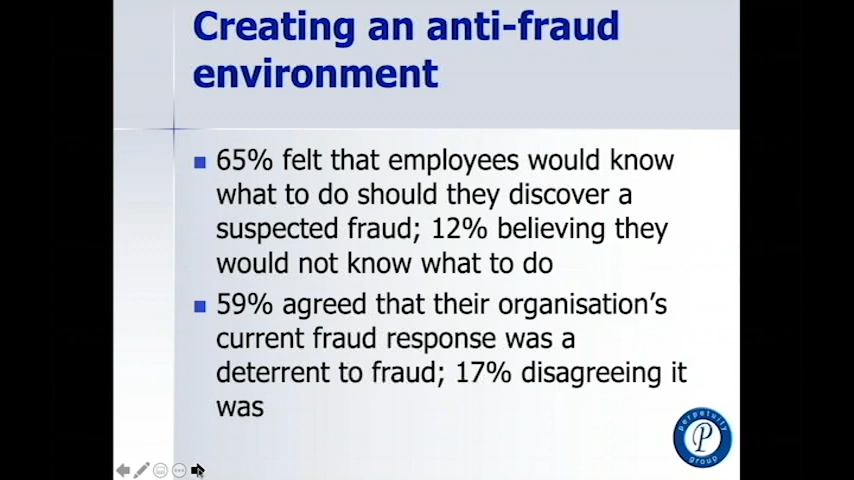 Creating an anti-fraud
environment
65% felt that employees would know
what to do should they discover a
suspected fraud; 12% believing they
would not know what to do
59% agreed that their organisation's
current fraud response was a
deterrent to fraud; 17% disagreeing it
was
perpetuity
P
group